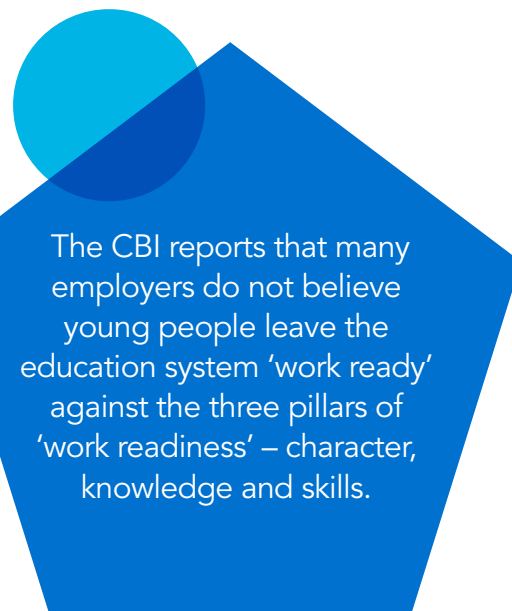 The CBI reports that many
employers do not believe
young people leave the
education system ‘work ready’
against the three pillars of
‘work readiness’ – character,
knowledge and skills.